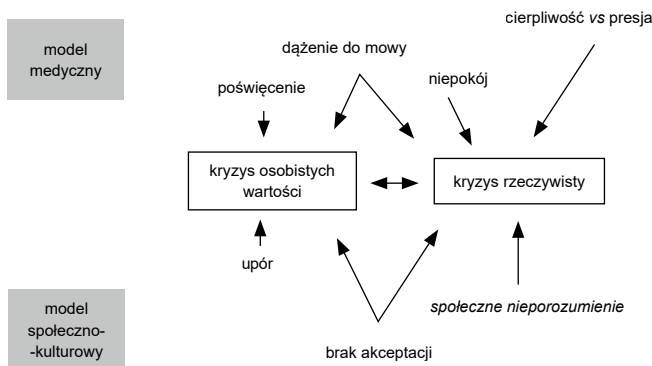 cierpliwość vs presja
model
medyczny
dążenie do mowy
niepokój
poświęcenie
kryzys osobistych
wartości
kryzys rzeczywisty
upór
model
społeczno-
-kulturowy
społeczne nieporozumienie
brak akceptacji